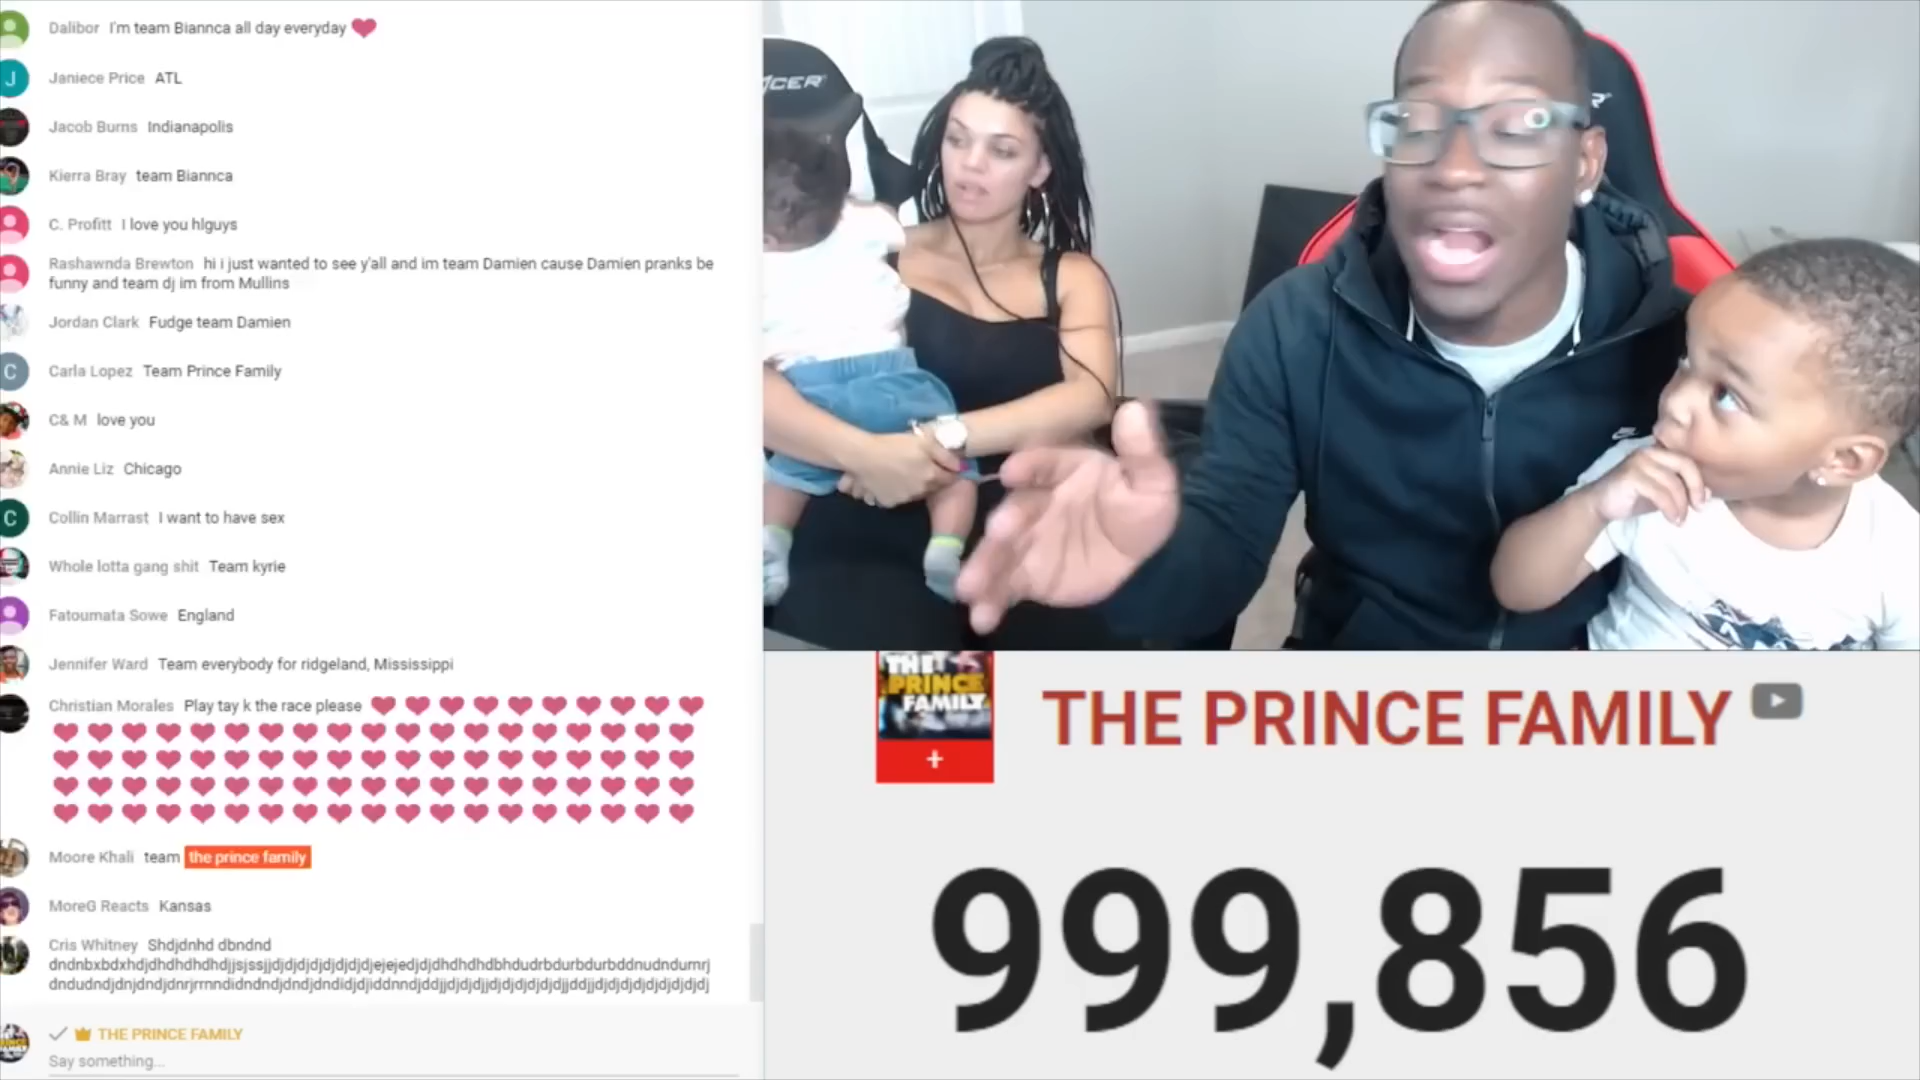 Dalibor I'm team Biannca all day everyday
Janiece Price ATL
Jacob Burns Indianapolis
Kierra Bray team Biannca
C. Profitt I love you hlguys
Rashawnda Brewton hi i just wanted to see y'all and im team Damien cause Damien pranks be
funny and team dj im from Mullins
Jordan Clark Fudge team Damien
C
Carla Lopez Team Prince Family
C& M love you
Annie Liz Chicago
C
Collin Marrast I want to have sex
Whole lotta gang shit Team kyrie
Fatoumata Sowe England
Jennifer Ward Team everybody for ridgeland, Mississippi
Christian Morales Play tay k the race please
Moore Khali team the prince family
MoreG Reacts Kansas
Cris Whitney Shdjdnhd dbndnd
THE PRINCE FAMILY
Say something...
J
THE
PRINCE
FAMILY
+
THE PRINCE FAMILY
999,856